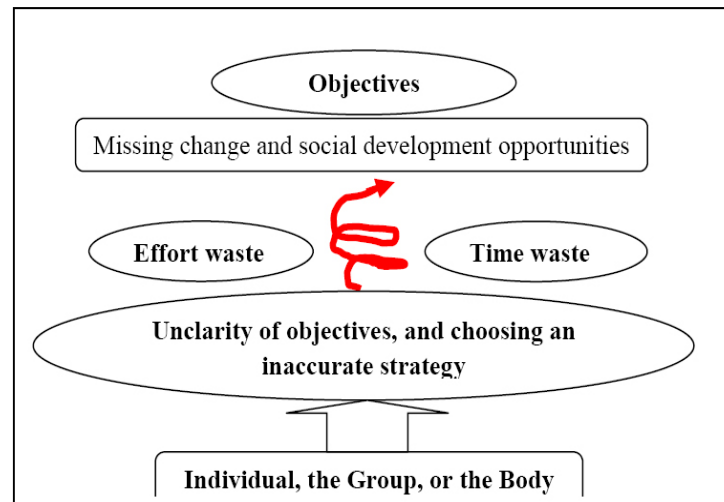 Objectives
Missing change and social development opportunities
Effort waste
Time waste
Unclarity of objectives, and choosing an
inaccurate strategy
Individual, the Group, or the Body